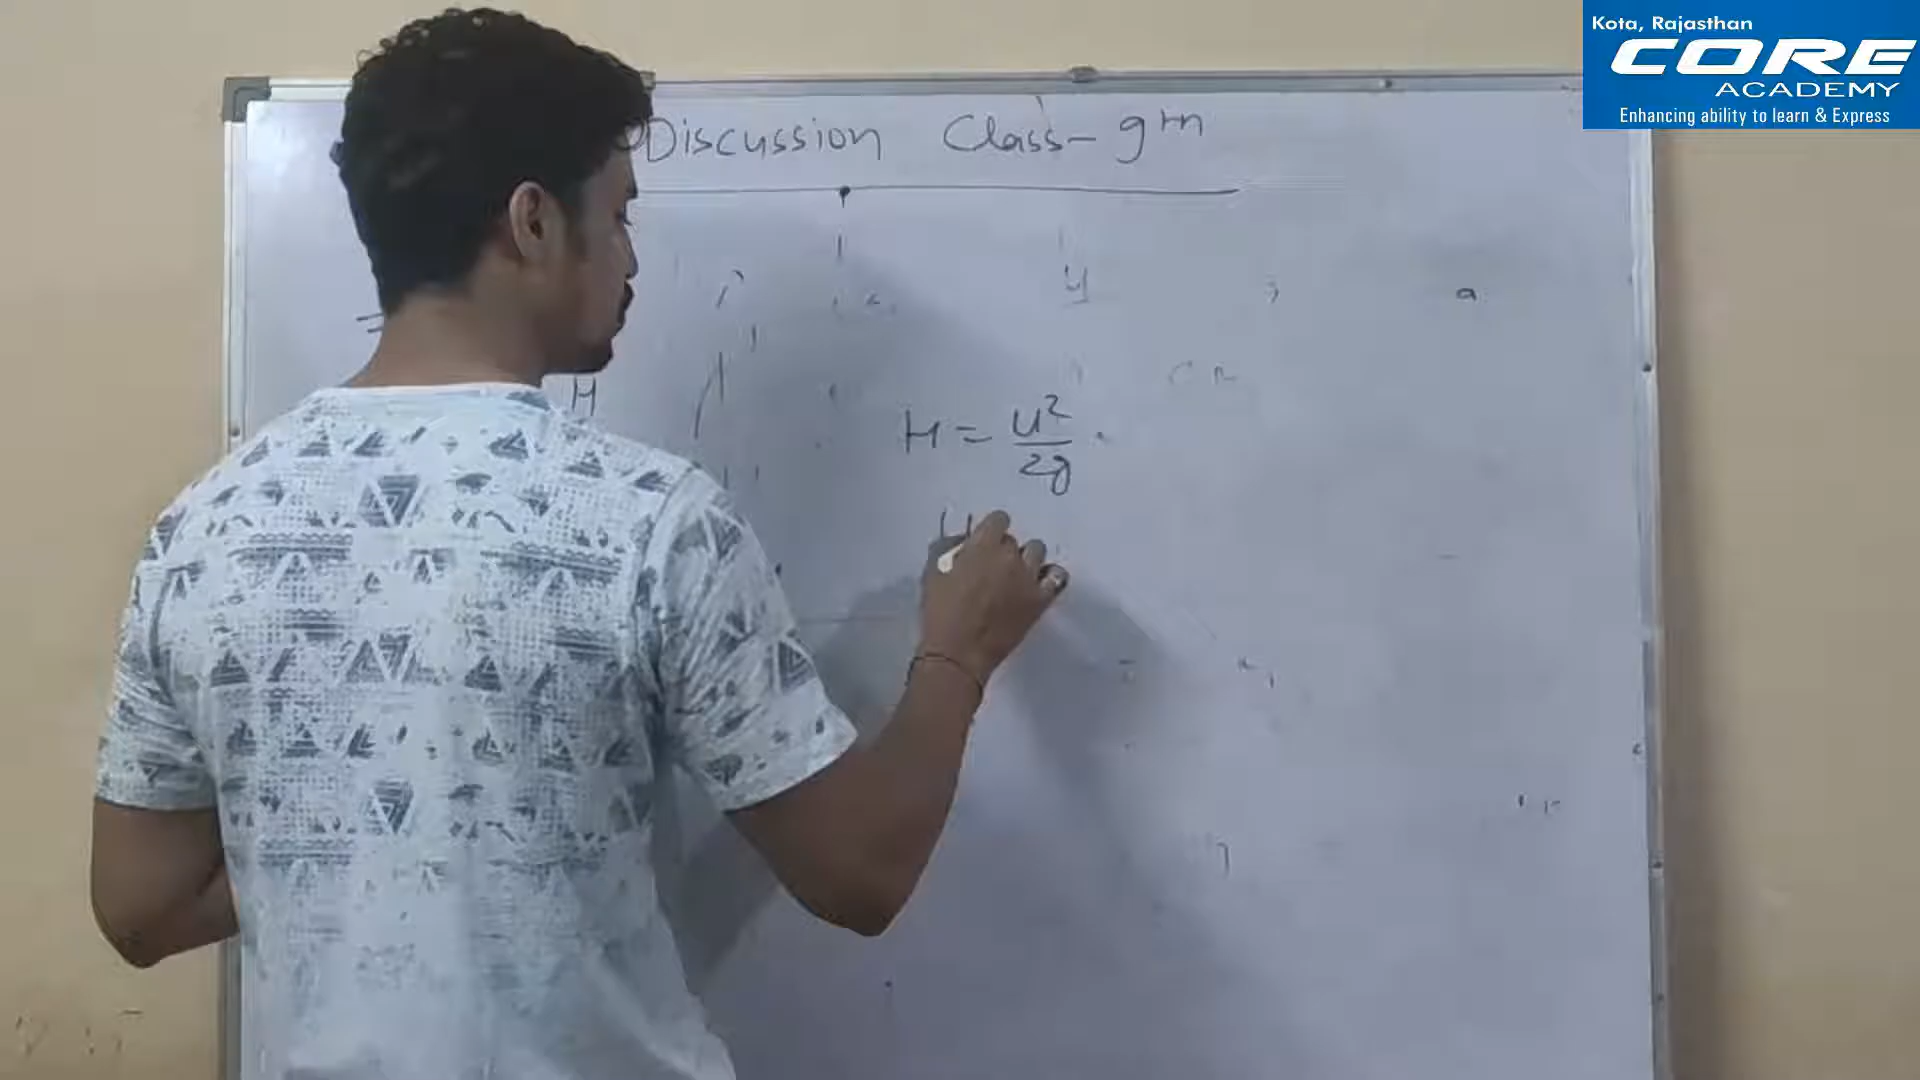 Kota, Rajasthan
CORE
ACADEMY
Enhancing ability to learn & Express
Discussion Class- 9th
H
H = u²/2g